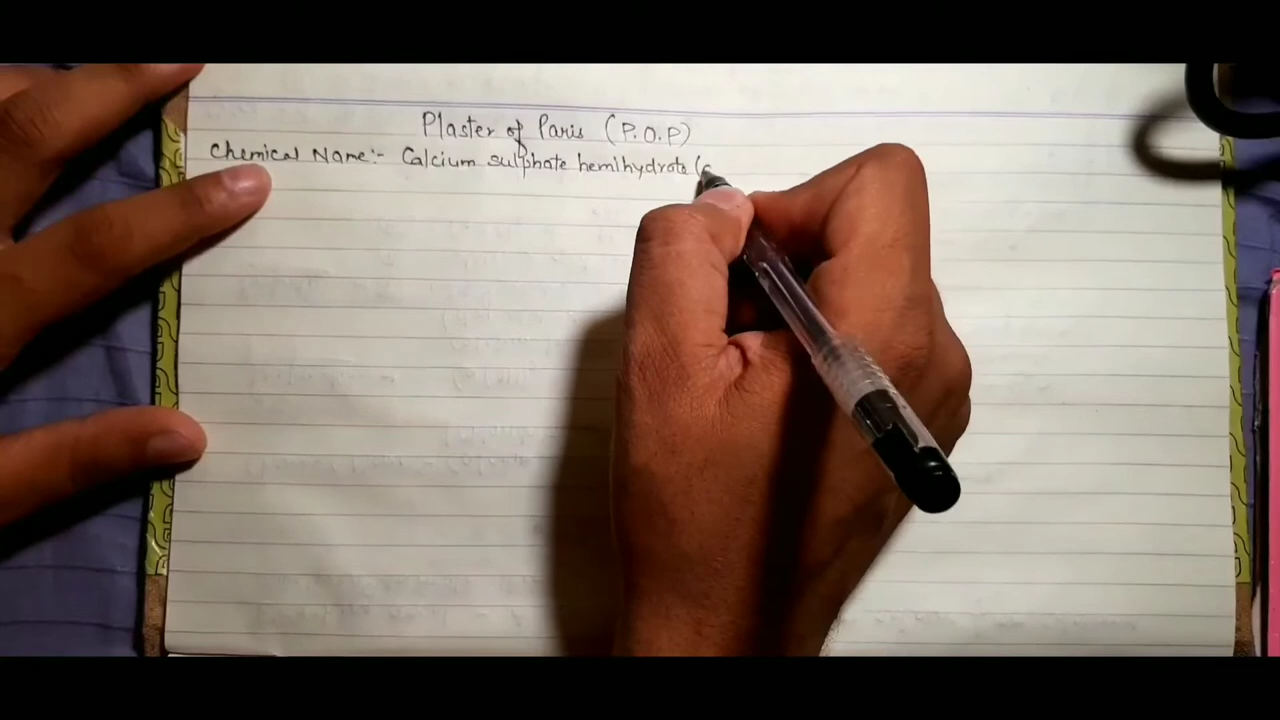 Plaster of Paris (P.O.P)
Chemical Name:- Calcium sulphate hemihydrate (